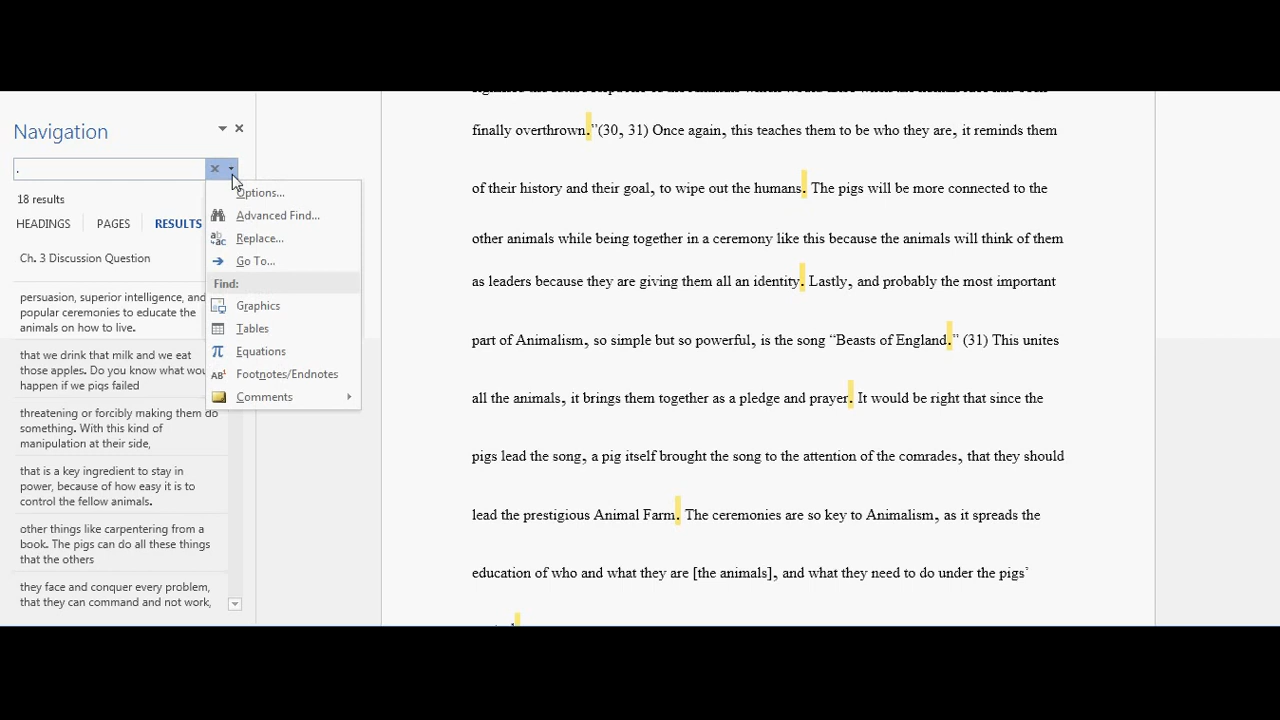 Navigation
.
18 results
HEADINGS PAGES RESULTS
Ch. 3 Discussion Question
persuasion, superior intelligence, and
popular ceremonies to educate the
animals on how to live.
that we drink that milk and we eat
those apples. Do you know what
happen if we pigs failed
threatening or forcibly making them do
something. With this kind of
manipulation at their side,
that is a key ingredient to stay in
power, because of how easy it is to
control the fellow animals.
other things like carpentering from a
book. The pigs can do all these things
that the others
they face and conquer every problem,
that they can command and not work,
Options...
Advanced Find...
Replace...
Go To...
Find:
Graphics
Tables
Equations
Footnotes/Endnotes
Comments
finally overthrown.”(30, 31) Once again, this teaches them to be who they are, it reminds them
of their history and their goal, to wipe out the humans. The pigs will be more connected to the
other animals while being together in a ceremony like this because the animals will think of them
as leaders because they are giving them all an identity. Lastly, and probably the most important
part of Animalism, so simple but so powerful, is the song “Beasts of England.” (31) This unites
all the animals, it brings them together as a pledge and prayer. It would be right that since the
pigs lead the song, a pig itself brought the song to the attention of the comrades, that they should
lead the prestigious Animal Farm. The ceremonies are so key to Animalism, as it spreads the
education of who and what they are [the animals], and what they need to do under the pigs’